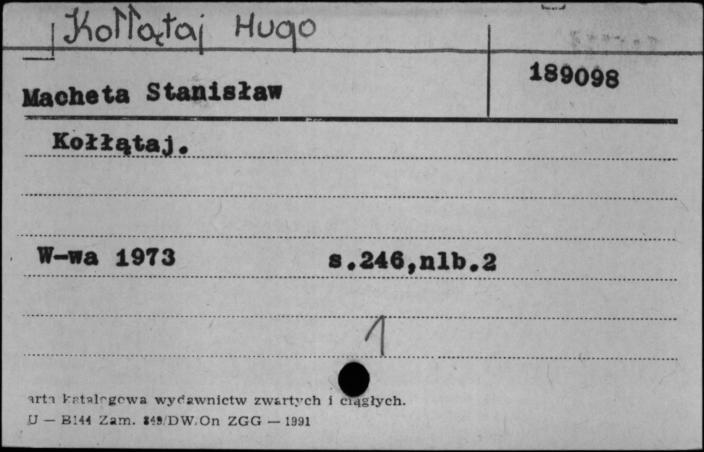 Kołłątaj Hugo
189098
Macheta Stanisław
Kołłątaj.
W-wa 1973 s.246,nlb.2
1
arta katalogowa wydawnictw zwartych i ciągłych.
U — B144 Zam. 849/DW.On ZGG — 1991